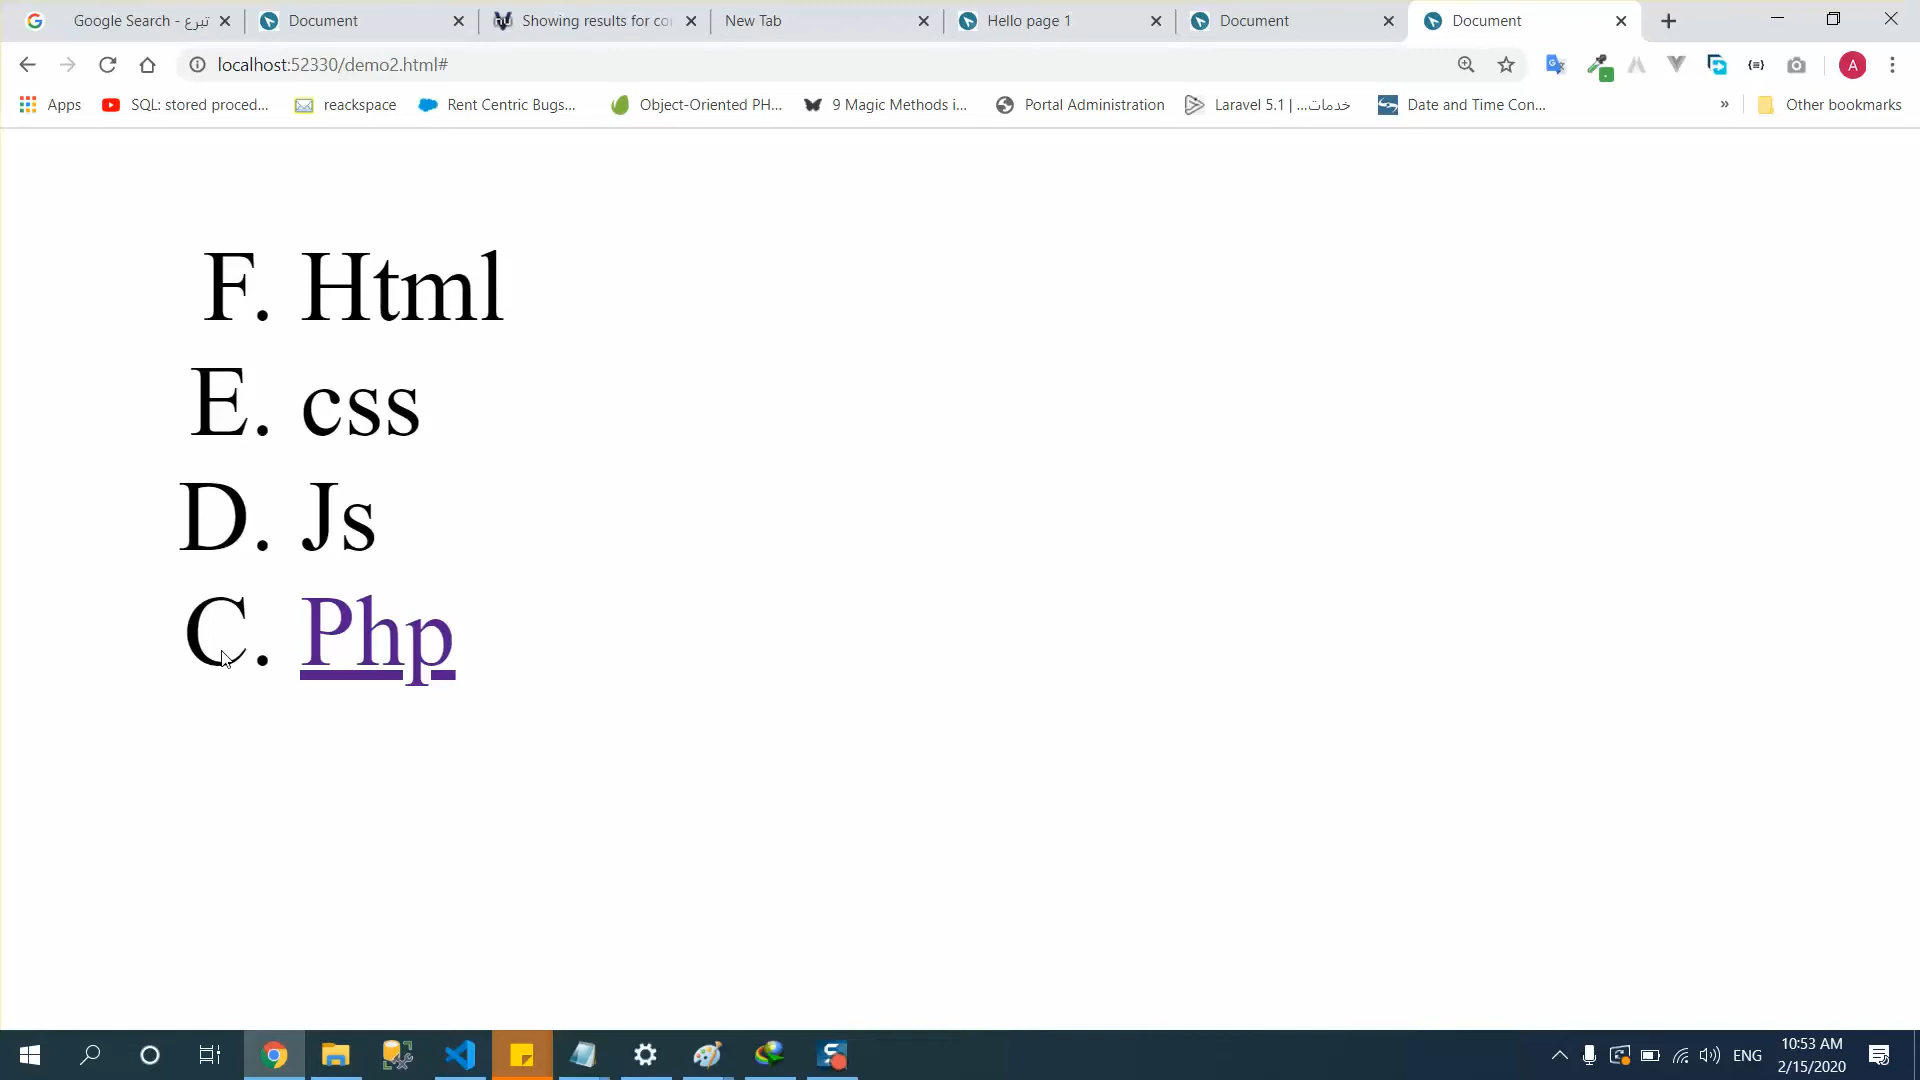 Google Search - تبرع
Document
Showing results for co
New Tab
Hello page 1
Document
Document
localhost:52330/demo2.html#
A
Apps
SQL: stored proced...
reackspace
Rent Centric Bugs...
Object-Oriented PH...
9 Magic Methods i...
Portal Administration
Laravel 5.1 | ...خدمات
Date and Time Con...
»
Other bookmarks
F. Html
E. css
D. Js
C. Php
ENG
10:53 AM
2/15/2020